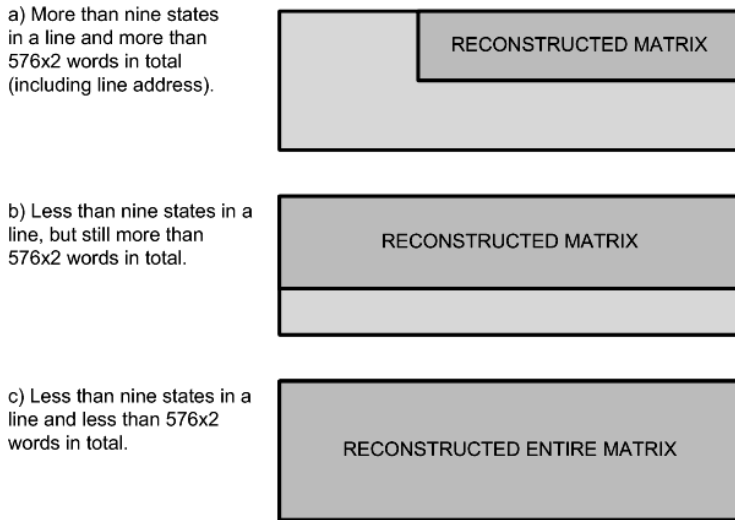 a) More than nine states
in a line and more than
576x2 words in total
(including line address).
RECONSTRUCTED MATRIX
b) Less than nine states in a
line, but still more than
576x2 words in total.
RECONSTRUCTED MATRIX
c) Less than nine states in a
line and less than 576x2
words in total.
RECONSTRUCTED ENTIRE MATRIX